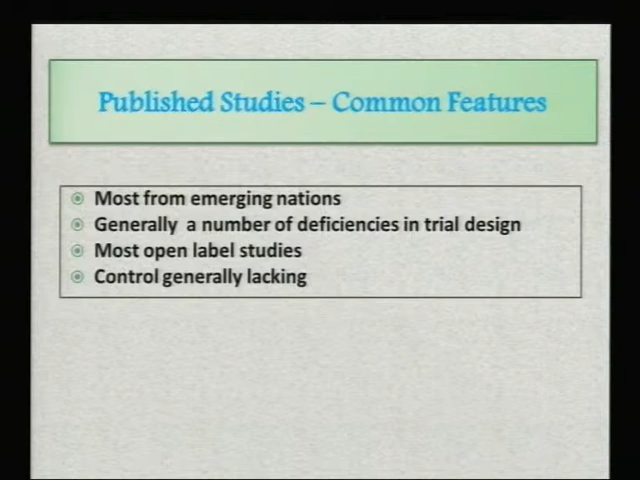 Published Studies – Common Features
Most from emerging nations
Generally a number of deficiencies in trial design
Most open label studies
Control generally lacking